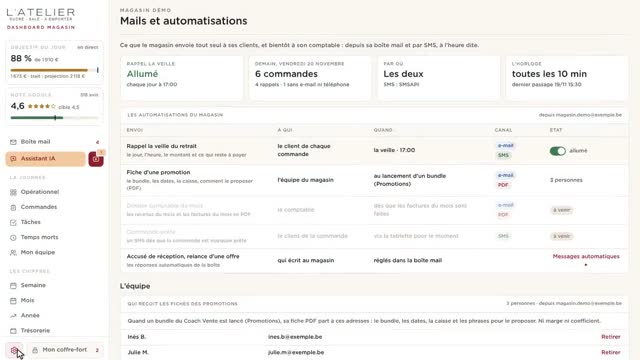 L'ATELIER
SUCRÉ · SALÉ · À EMPORTER
DASHBOARD MAGASIN
OBJECTIF DU JOUR
en direct
88 % de 1 910 €
1 675 € · trait : projection 2 118 €
NOTE GOOGLE
318 avis
4,6 ★★★★☆ cible 4,5
Boîte mail 4
Assistant IA
1
LA JOURNÉE
Opérationnel
Commandes
Tâches
Temps morts
Mon équipe
LES CHIFFRES
Semaine
Mois
Année
Trésorerie
Mon coffre-fort 2
MAGASIN DÉMO
Mails et automatisations
Ce que le magasin envoie tout seul à ses clients, et bientôt à son comptable : depuis sa boîte mail et par SMS, à l'heure dite.
RAPPEL LA VEILLE
Allumé
chaque jour à 17:00
DEMAIN, VENDREDI 20 NOVEMBRE
6 commandes
4 rappels · 1 sans e-mail ni téléphone
PAR OÙ
Les deux
SMS : SMSAPI
L'HORLOGE
toutes les 10 min
dernier passage 19/11 15:30
LES AUTOMATISATIONS DU MAGASIN
depuis magasin.demo@exemple.be
ENVOI À QUI QUAND CANAL ÉTAT
Rappel la veille du retrait
le jour, l'heure, le montant et ce qui reste à payer
le client de chaque commande
la veille · 17:00
e-mail
SMS
allumé
Fiche d'une promotion
(le bundle, les dates, la caisse, comment le proposer (PDF)
l'équipe du magasin
au lancement d'un bundle (Promotions)
e-mail
PDF
3 personnes
Dossier comptable du mois
les revenus du mois et les factures du mois en PDF
le comptable
dès que les factures du mois sont faites
e-mail
PDF
à venir
Commande prête
un SMS dès que la commande est marquée prête
le client de la commande
via la tablette pour le moment
SMS
à venir
Accusé de réception, relance d'une offre
les réponses automatiques de la boîte
qui écrit au magasin
réglés dans la boîte mail
Messages automatiques
L'équipe
QUI REÇOIT LES FICHES DES PROMOTIONS
3 personnes · depuis magasin.demo@exemple.be
Quand un bundle du Coach Vente est lancé (Promotions), sa fiche PDF part à ces adresses : le bundle, les dates, la caisse et les phrases pour le proposer. Ni marge ni coefficient.
Inès B. ines.b@exemple.be Retirer
Julie M. julie.m@exemple.be Retirer